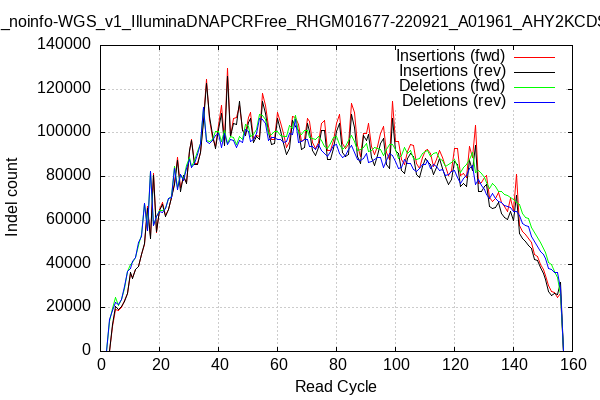 _noinfo-WGS_v1_IlluminaDNAPCRFree_RHGM01677-220921_A01961_AHY2KCDS
Insertions (fwd)
Insertions (rev)
Deletions (fwd)
Deletions (rev)
140000
120000
100000
80000
60000
40000
20000
0
Indel count
0 20 40 60 80 100 120 140 160
Read Cycle